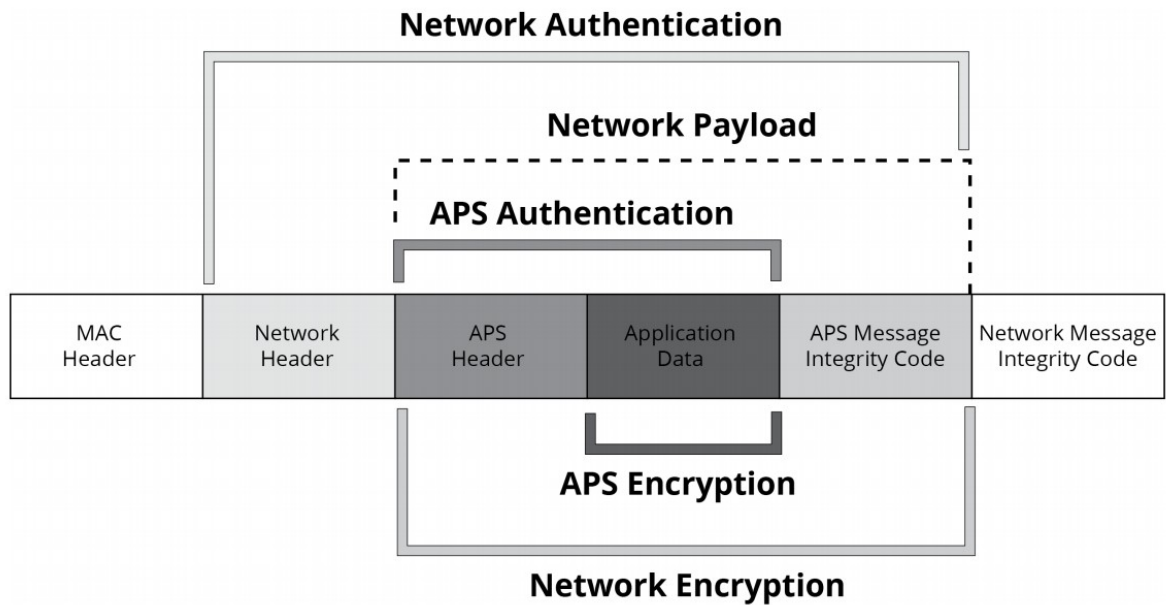 Network Authentication
Network Payload
APS Authentication
MAC
Header
Network
Header
APS
Header
Application
Data
APS Message
Integrity Code
Network Message
Integrity Code
APS Encryption
Network Encryption